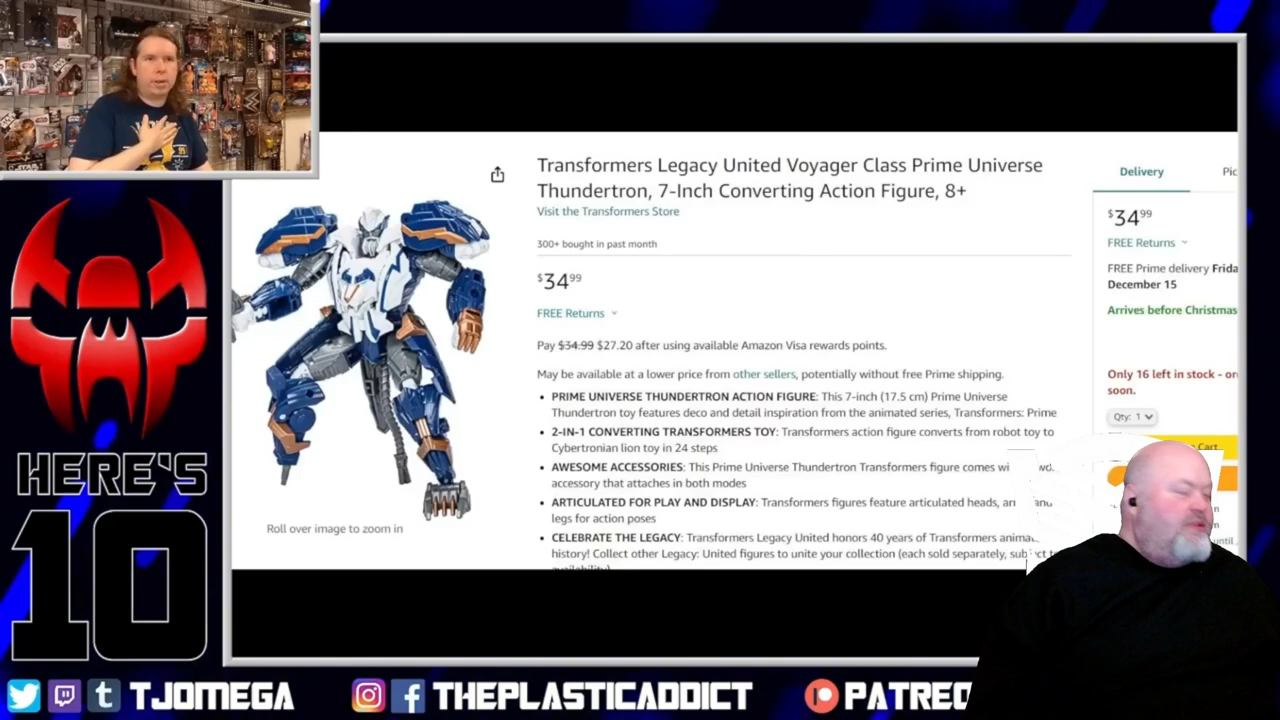 Transformers Legacy United Voyager Class Prime Universe
Thundertron, 7-Inch Converting Action Figure, 8+
Visit the Transformers Store
300+ bought in past month
$34.99
FREE Returns
Pay $34.99 $27.20 after using available Amazon Visa rewards points.
May be available at a lower price from other sellers, potentially without free Prime shipping.
• PRIME UNIVERSE THUNDERTRON ACTION FIGURE: This 7-inch (17.5 cm) Prime Universe
Thundertron toy features deco and detail inspiration from the animated series, Transformers: Prime
• 2-IN-1 CONVERTING TRANSFORMERS TOY: Transformers action figure converts from robot toy to
Cybertronian lion toy in 24 steps
• AWESOME ACCESSORIES: This Prime Universe Thundertron Transformers figure comes wi
accessory that attaches in both modes
• ARTICULATED FOR PLAY AND DISPLAY: Transformers figures feature articulated heads, ar
legs for action poses
• CELEBRATE THE LEGACY: Transformers Legacy United honors 40 years of Transformers anima
history! Collect other Legacy: United figures to unite your collection (each sold separately, sub
Roll over image to zoom in
Delivery
Pic
$34.99
FREE Returns
FREE Prime delivery Frida
December 15
Arrives before Christmas
Only 16 left in stock - or
soon.
Qty: 1
Cart
HERE'S
10
TJOMEGA
THEPLASTICADDICT
PATREO